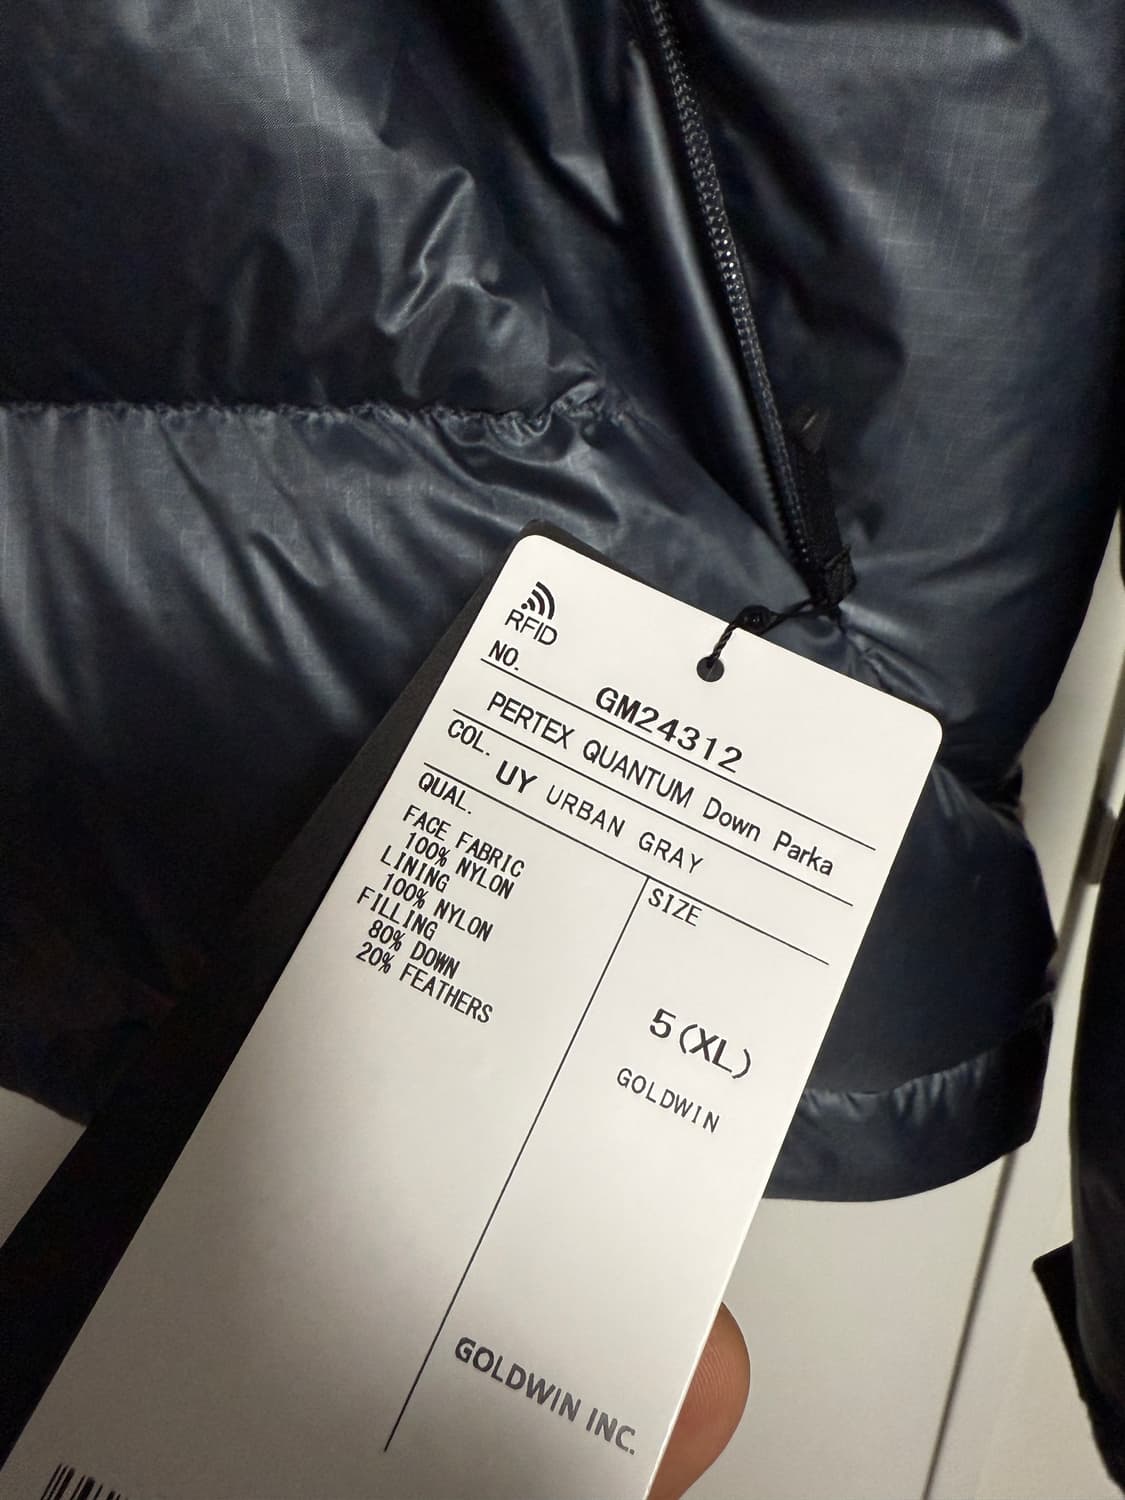 RFID
NO.
GM24312
PERTEX QUANTUM Down Parka
COL.
UY URBAN GRAY
QUAL.
FACE FABRIC
100% NYLON
LINING
100% NYLON
FILLING
80% DOWN
20% FEATHERS
SIZE
5(XL)
GOLDWIN
GOLDWIN INC.